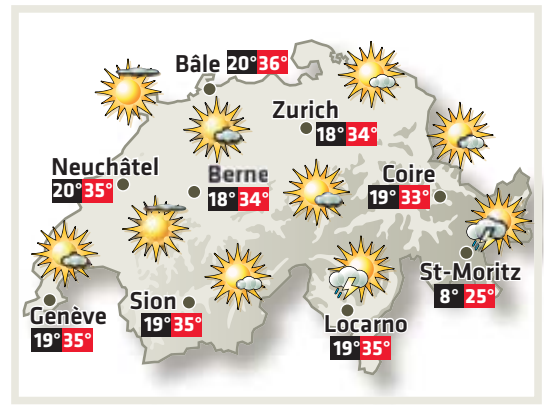 Bâle 20° 36°
Zurich
18° 34°
Neuchâtel
20° 35°
Berne
18° 34°
Coire
19° 33°
St-Moritz
8° 25°
Genève
19° 35°
Sion
19° 35°
Locarno
19° 35°